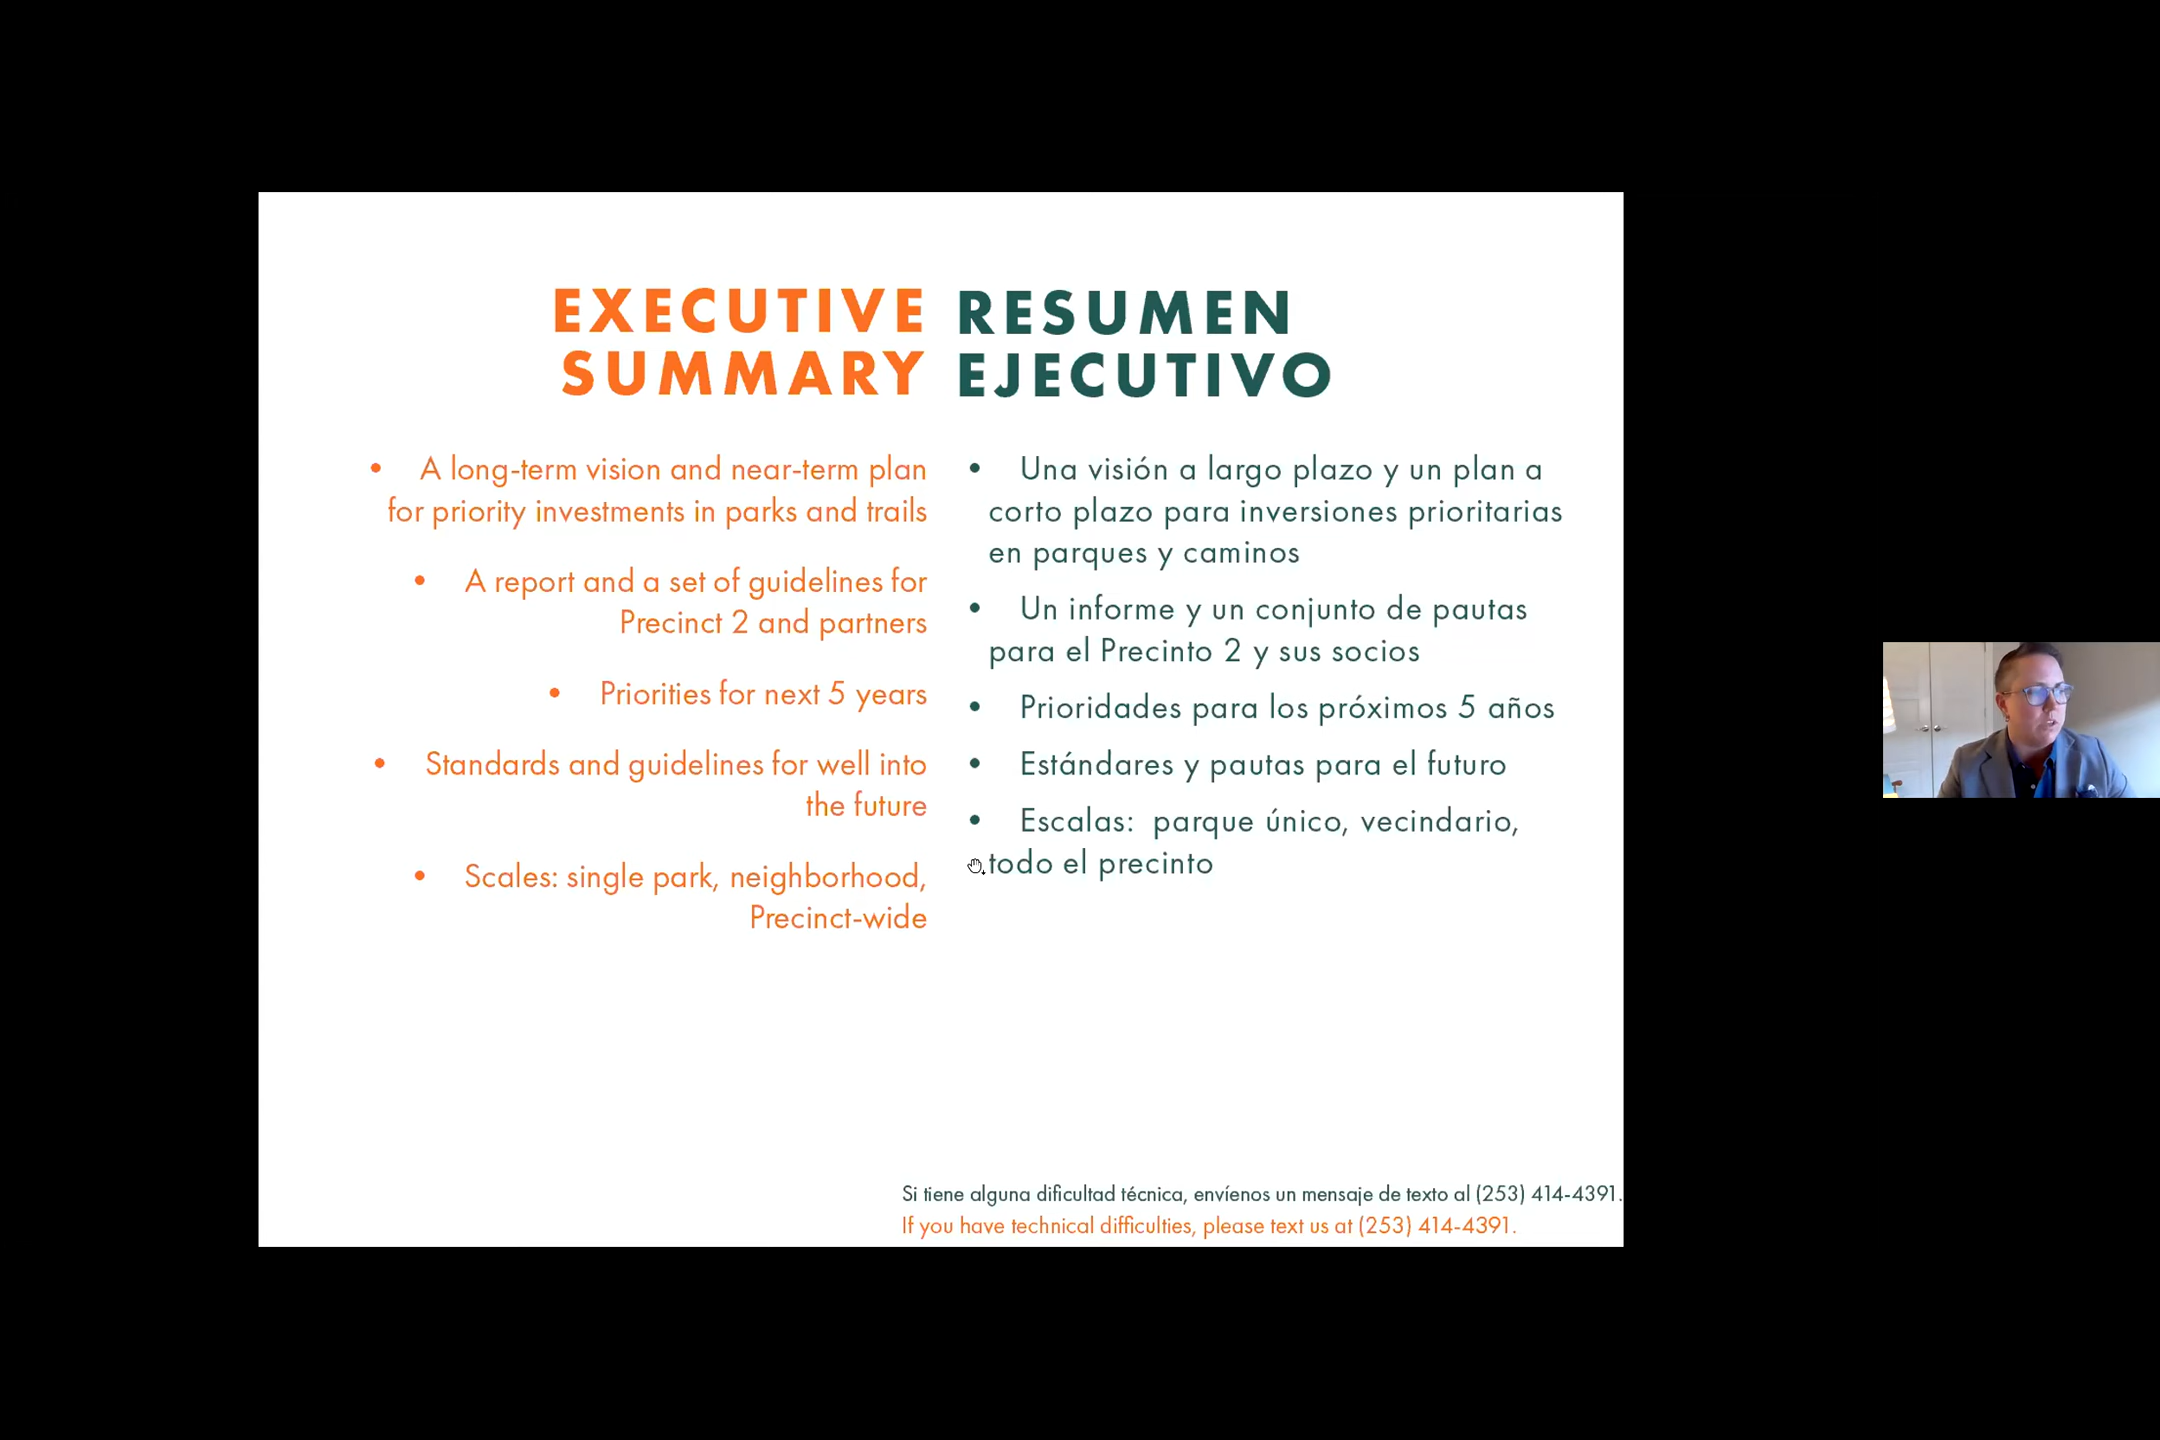 EXECUTIVE
SUMMARY
• A long-term vision and near-term plan
for priority investments in parks and trails
• A report and a set of guidelines for
Precinct 2 and partners
• Priorities for next 5 years
• Standards and guidelines for well into
the future
• Scales: single park, neighborhood,
Precinct-wide
RESUMEN
EJECUTIVO
• Una visión a largo plazo y un plan a
corto plazo para inversiones prioritarias
en parques y caminos
• Un informe y un conjunto de pautas
para el Precinto 2 y sus socios
• Prioridades para los próximos 5 años
• Estándares y pautas para el futuro
• Escalas: parque único, vecindario,
todo el precinto
Si tiene alguna dificultad técnica, envíenos un mensaje de texto al (253) 414-4391.
If you have technical difficulties, please text us at (253) 414-4391.